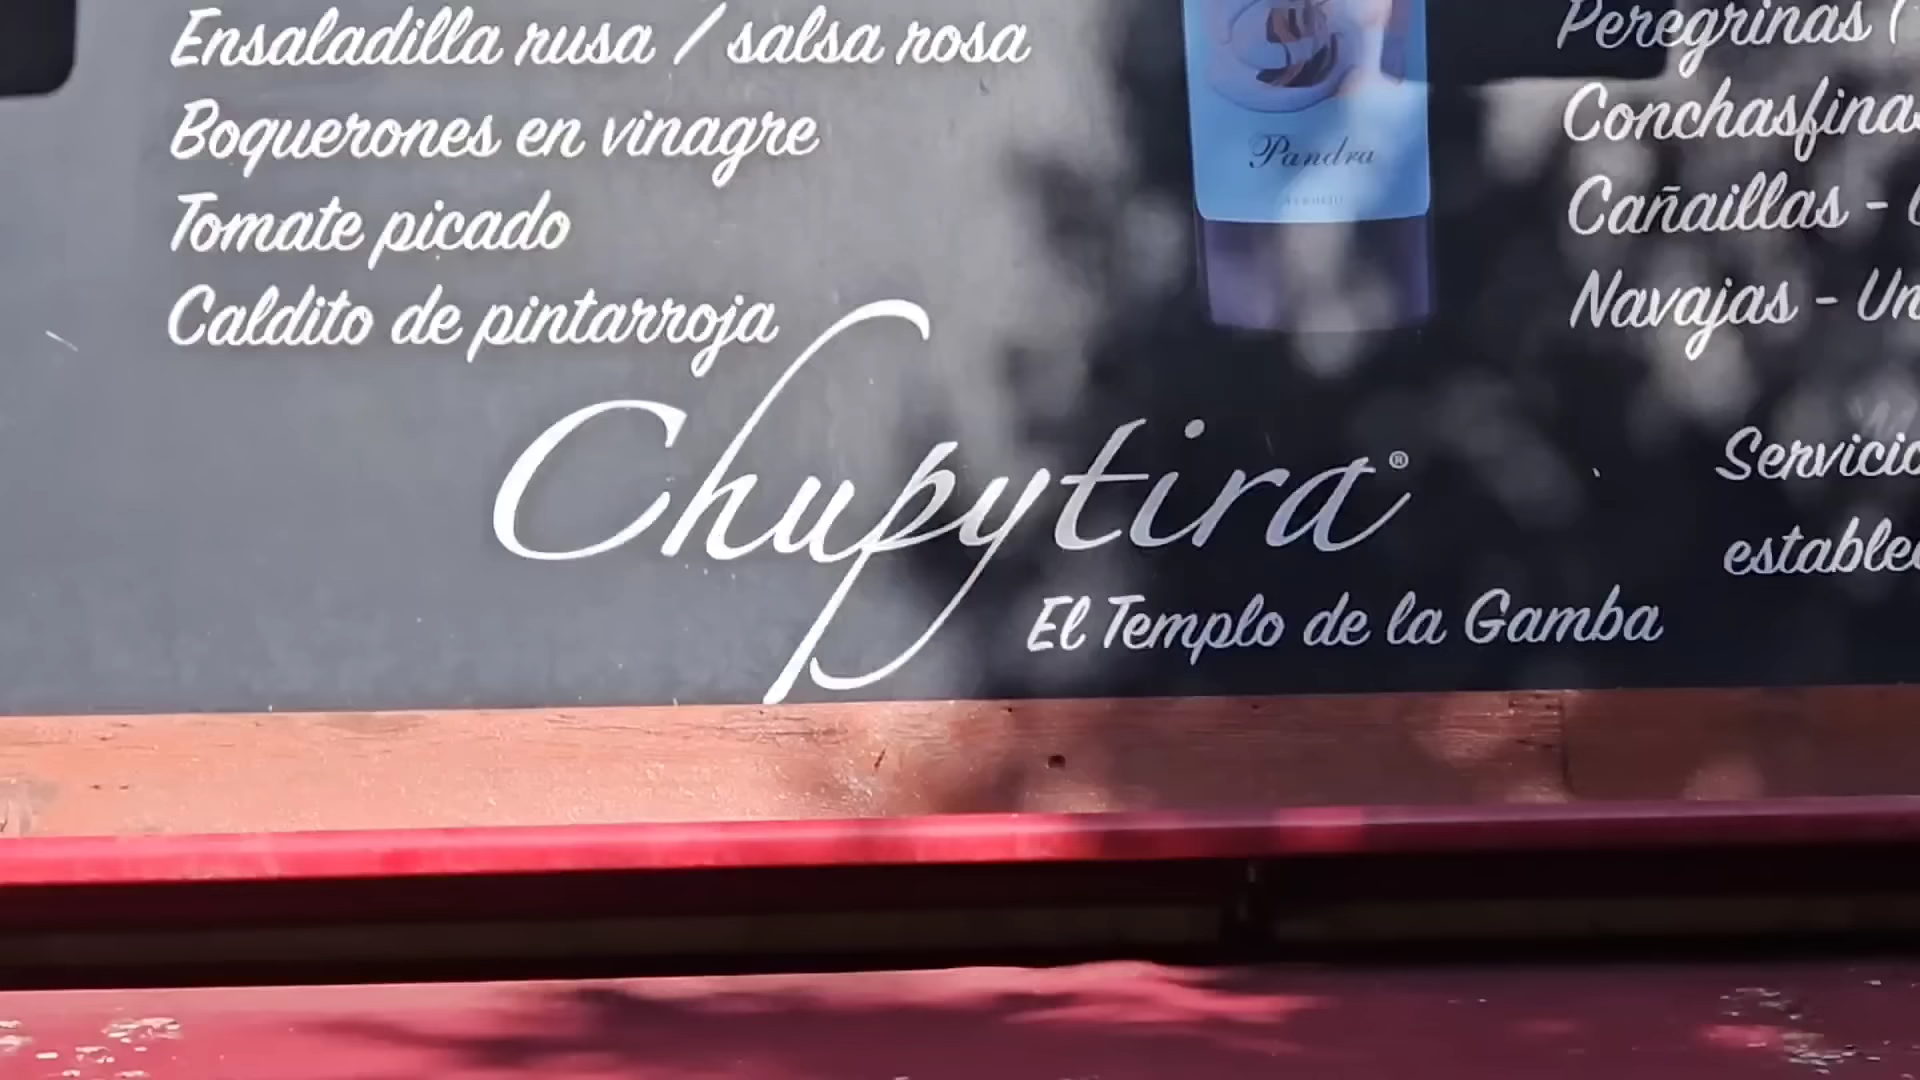 Ensaladilla rusa / salsa rosa
Boquerones en vinagre
Tomate picado
Caldito de pintarroja
Pandra
Peregrinas (
Conchasfinas
Cañaillas -
Navajas - Un
Chupytira®
El Templo de la Gamba
Servicio
estable